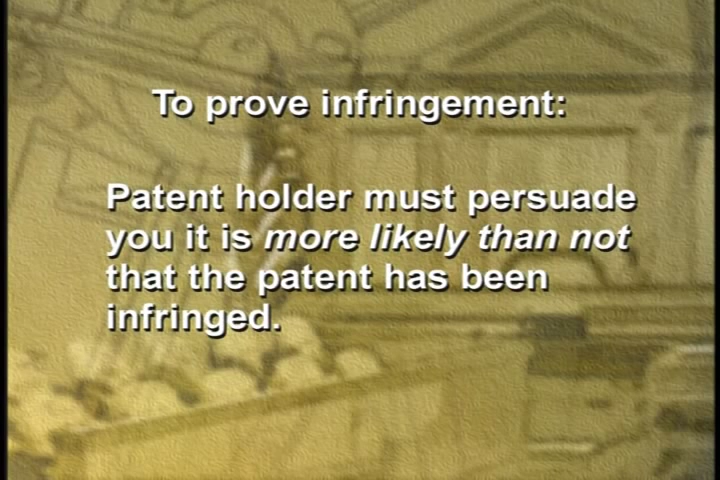 To prove infringement:
Patent holder must persuade
you it is more likely than not
that the patent has been
infringed.